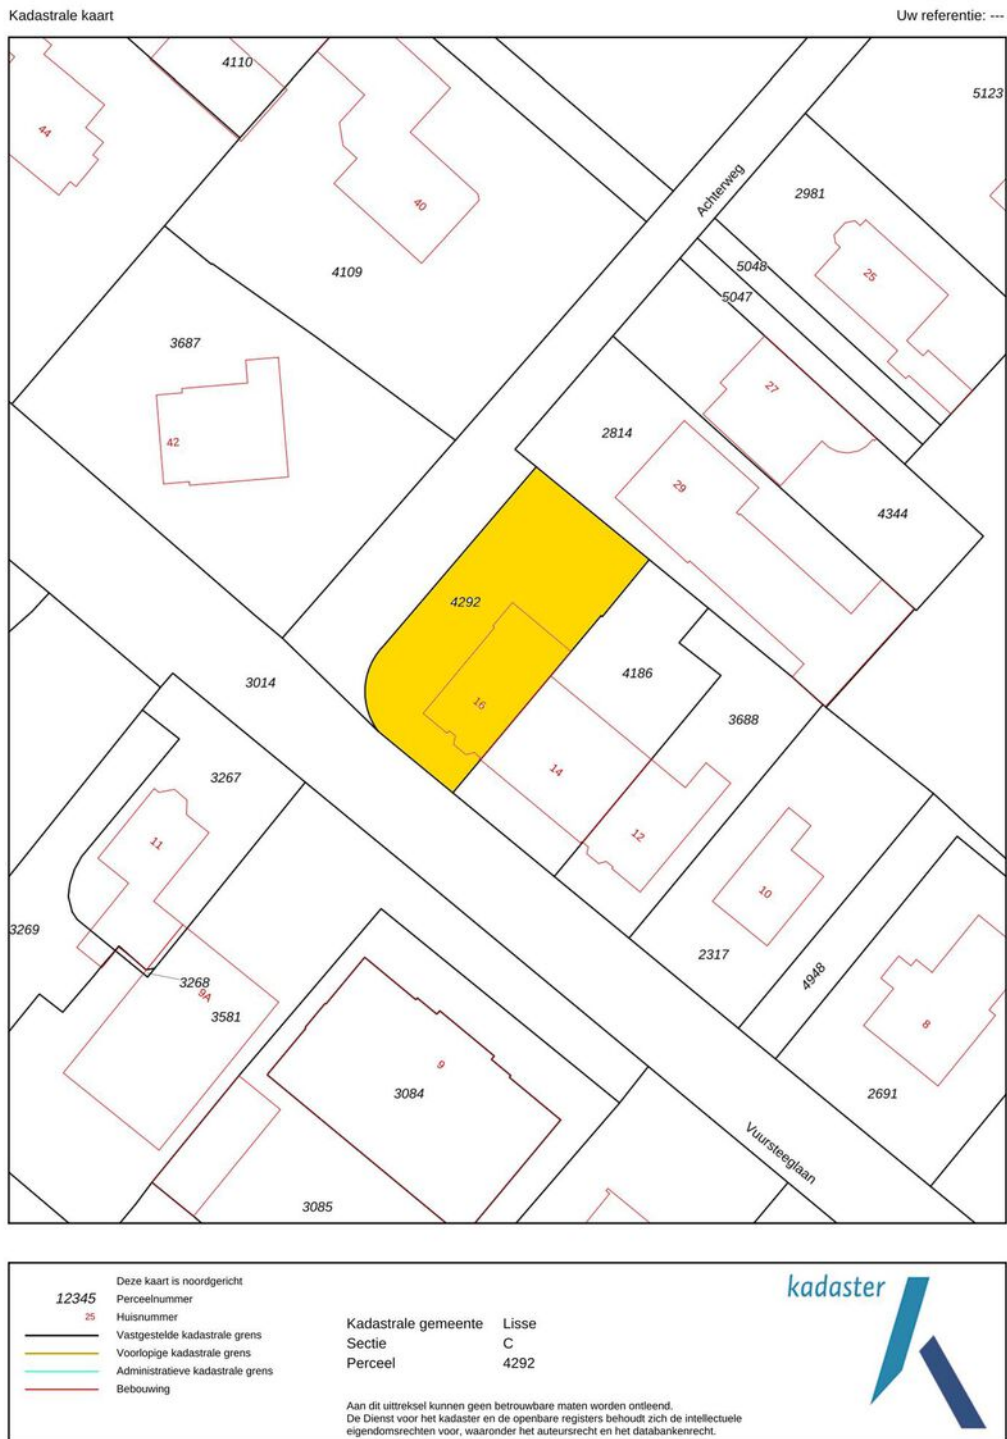 Kadastrale kaart
Uw referentie: ---
4110
5123
44
Achterweg
2981
40
5048
25
4109
5047
3687
27
42
2814
29
4344
4292
4186
3014
16
3688
14
3267
12
11
10
3269
2317
4948
3268
9A
3581
8
9
3084
2691
Vuursteeglaan
3085
Deze kaart is noordgericht
12345 Perceelnummer
25 Huisnummer
Vastgestelde kadastrale grens
Voorlopige kadastrale grens
Administratieve kadastrale grens
Bebouwing
Kadastrale gemeente Lisse
Sectie C
Perceel 4292
Aan dit uittreksel kunnen geen betrouwbare maten worden ontleend.
De Dienst voor het kadaster en de openbare registers behoudt zich de intellectuele
eigendomsrechten voor, waaronder het auteursrecht en het databankenrecht.
kadaster